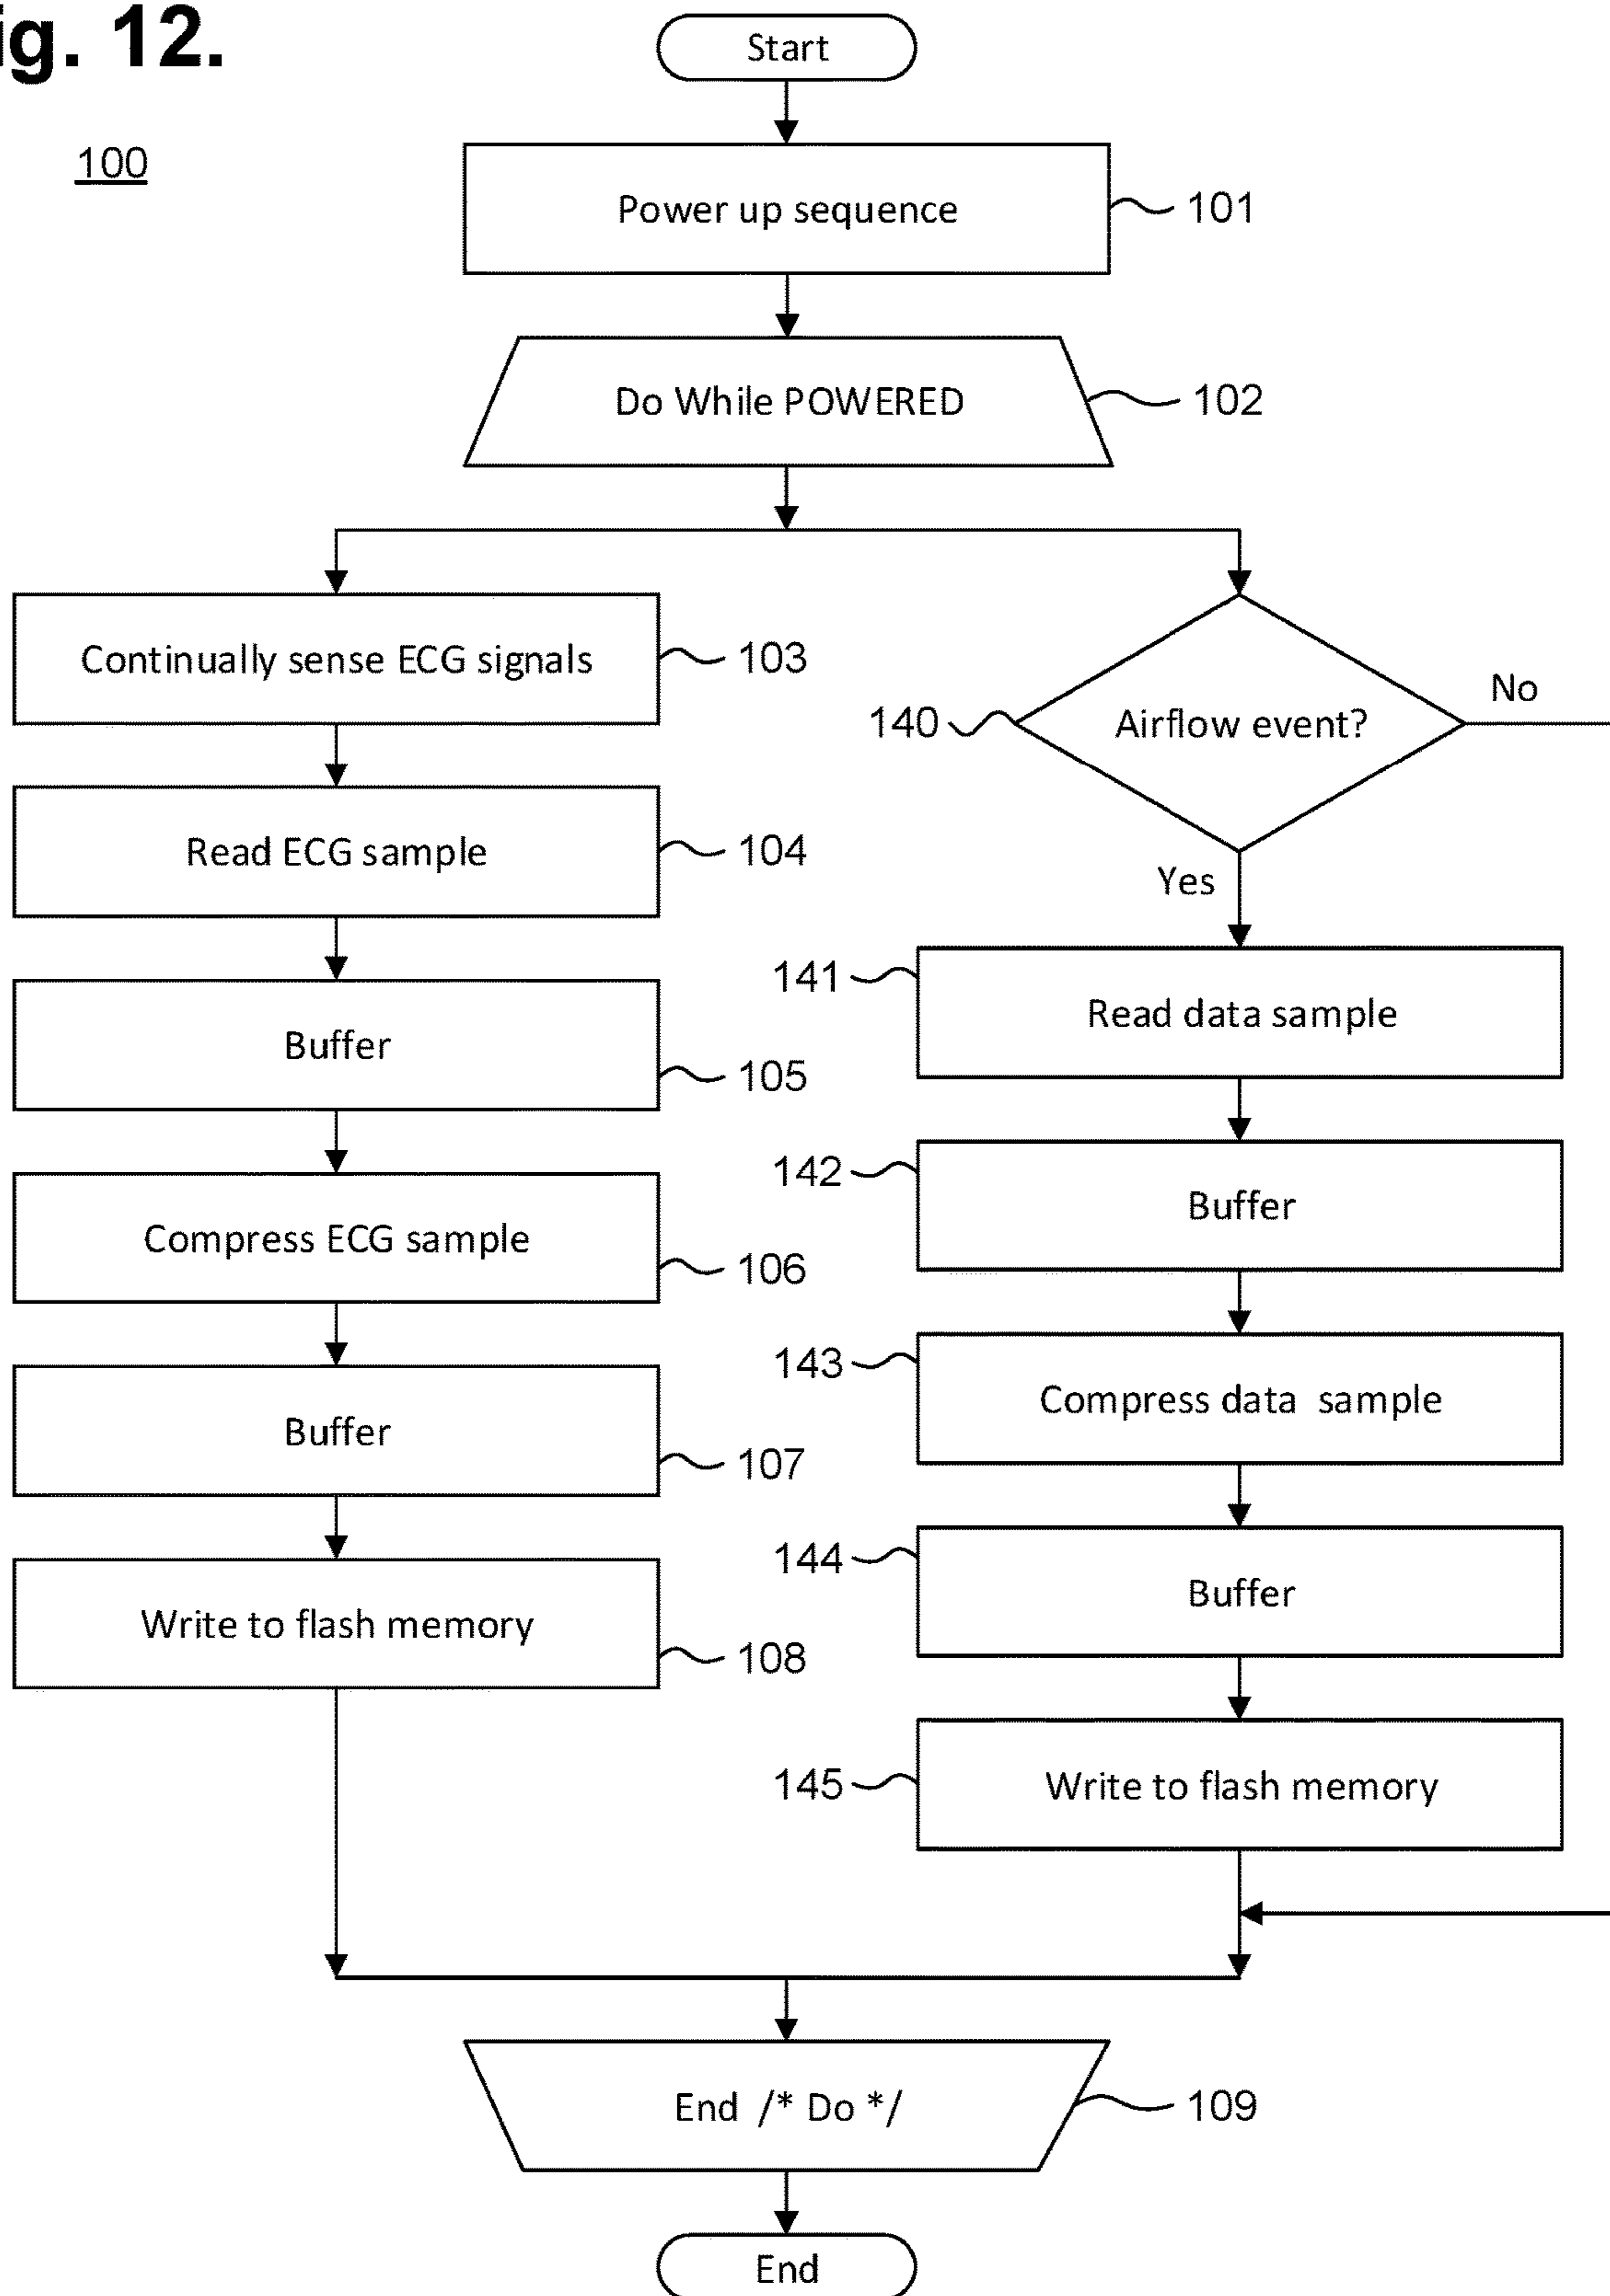 ig. 12.
100
Start
Power up sequence
101
Do While POWERED
102
Continually sense ECG signals
103
Read ECG sample
104
Buffer
105
Compress ECG sample
106
Buffer
107
Write to flash memory
108
140
Airflow event?
No
Yes
141
Read data sample
142
Buffer
143
Compress data  sample
144
Buffer
145
Write to flash memory
End /* Do */
109
End